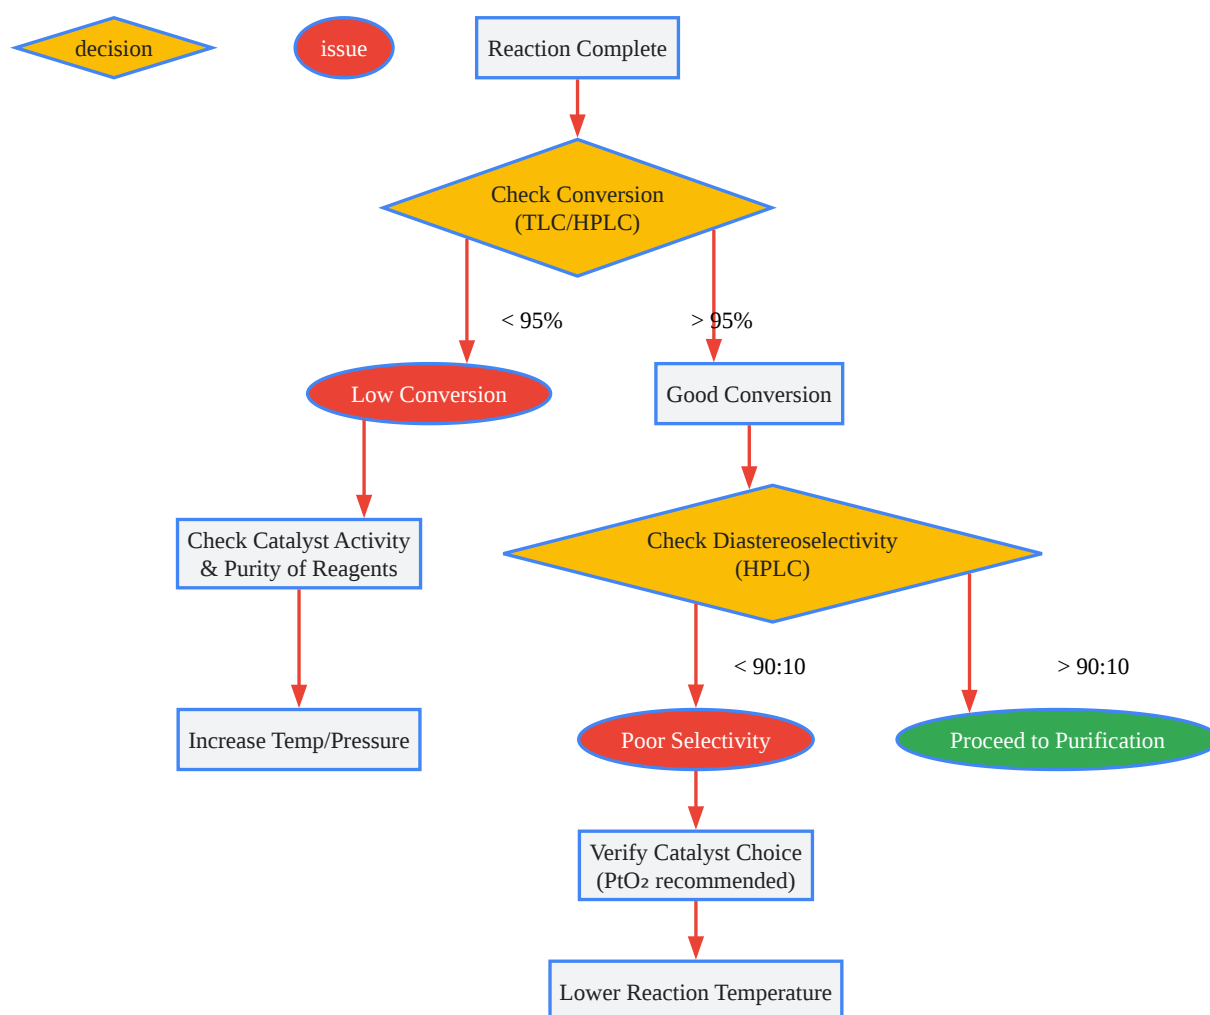 decision
issue
Reaction Complete
Check Conversion
(TLC/HPLC)
< 95%
> 95%
Low Conversion
Good Conversion
Check Catalyst Activity
& Purity of Reagents
Check Diastereoselectivity
(HPLC)
< 90:10
> 90:10
Increase Temp/Pressure
Poor Selectivity
Proceed to Purification
Verify Catalyst Choice
(PtO₂ recommended)
Lower Reaction Temperature